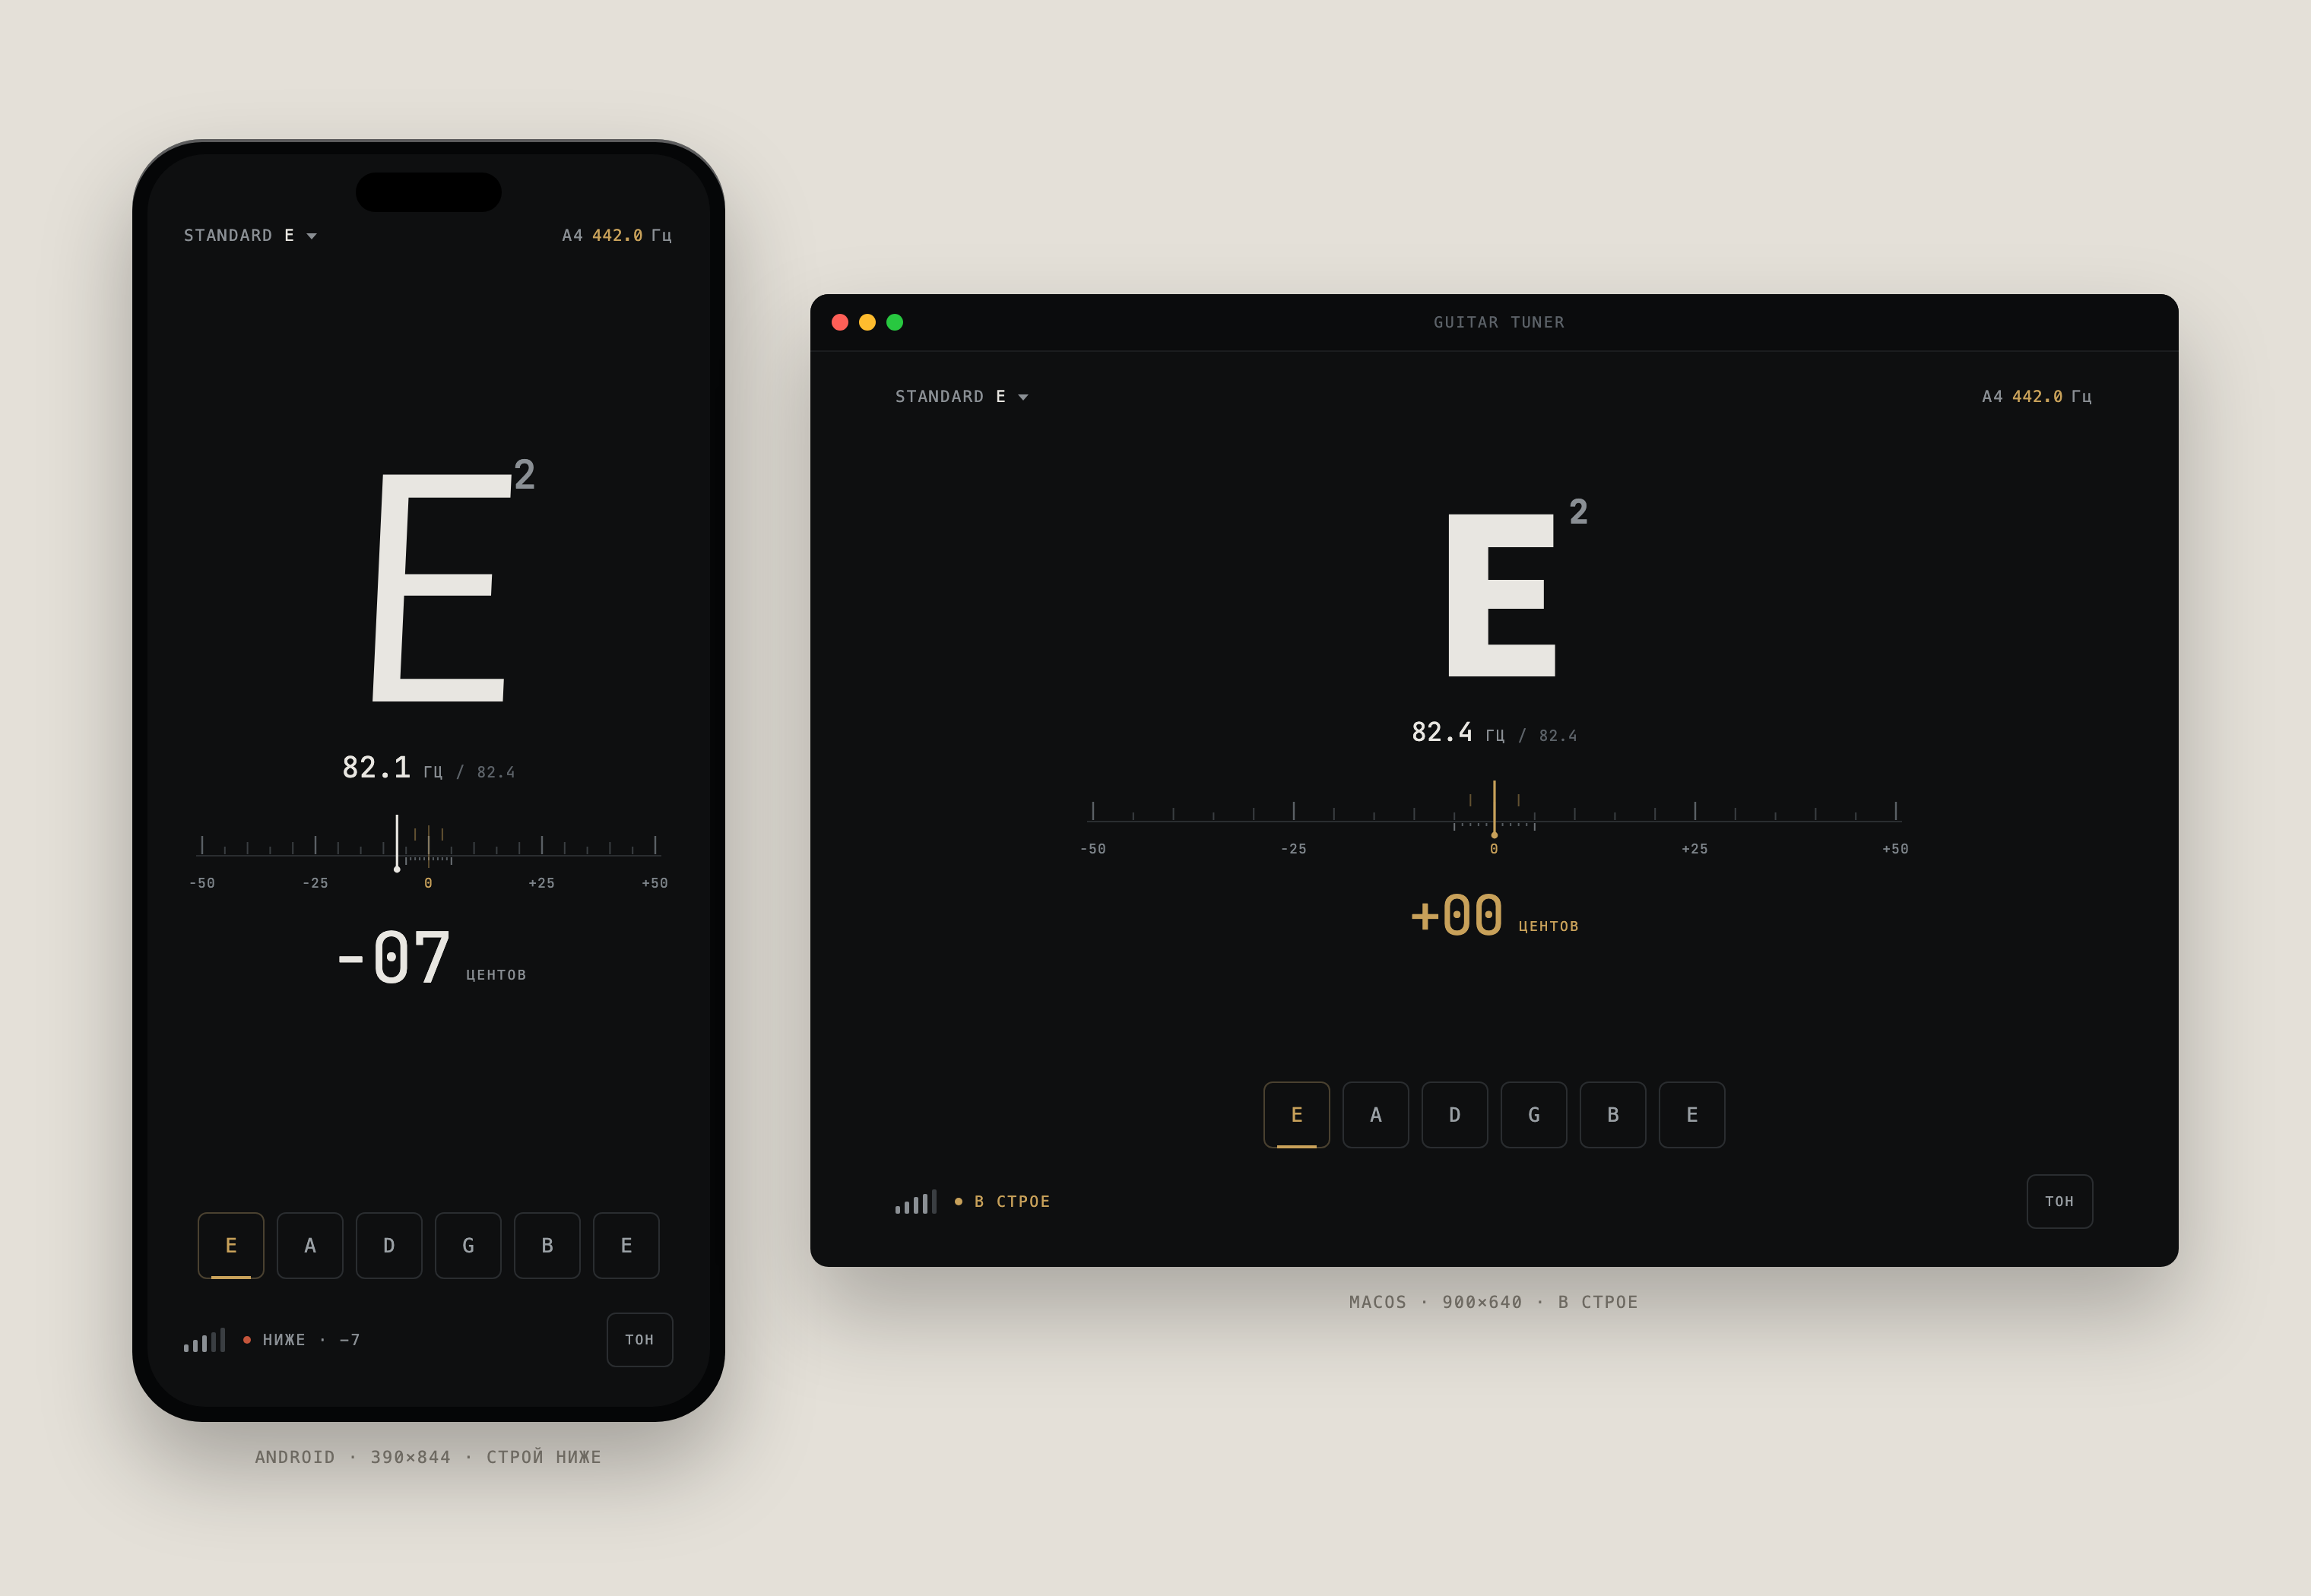 STANDARD E
A4 442.0 Гц
E2
82.1 ГЦ / 82.4
-50 -25 0 +25 +50
-07 ЦЕНТОВ
E A D G B E
НИЖЕ · −7
ТОН
ANDROID · 390×844 · СТРОЙ НИЖЕ
GUITAR TUNER
STANDARD E
A4 442.0 Гц
E2
82.4 ГЦ / 82.4
-50 -25 0 +25 +50
+00 ЦЕНТОВ
E A D G B E
В СТРОЕ
ТОН
MACOS · 900×640 · В СТРОЕ